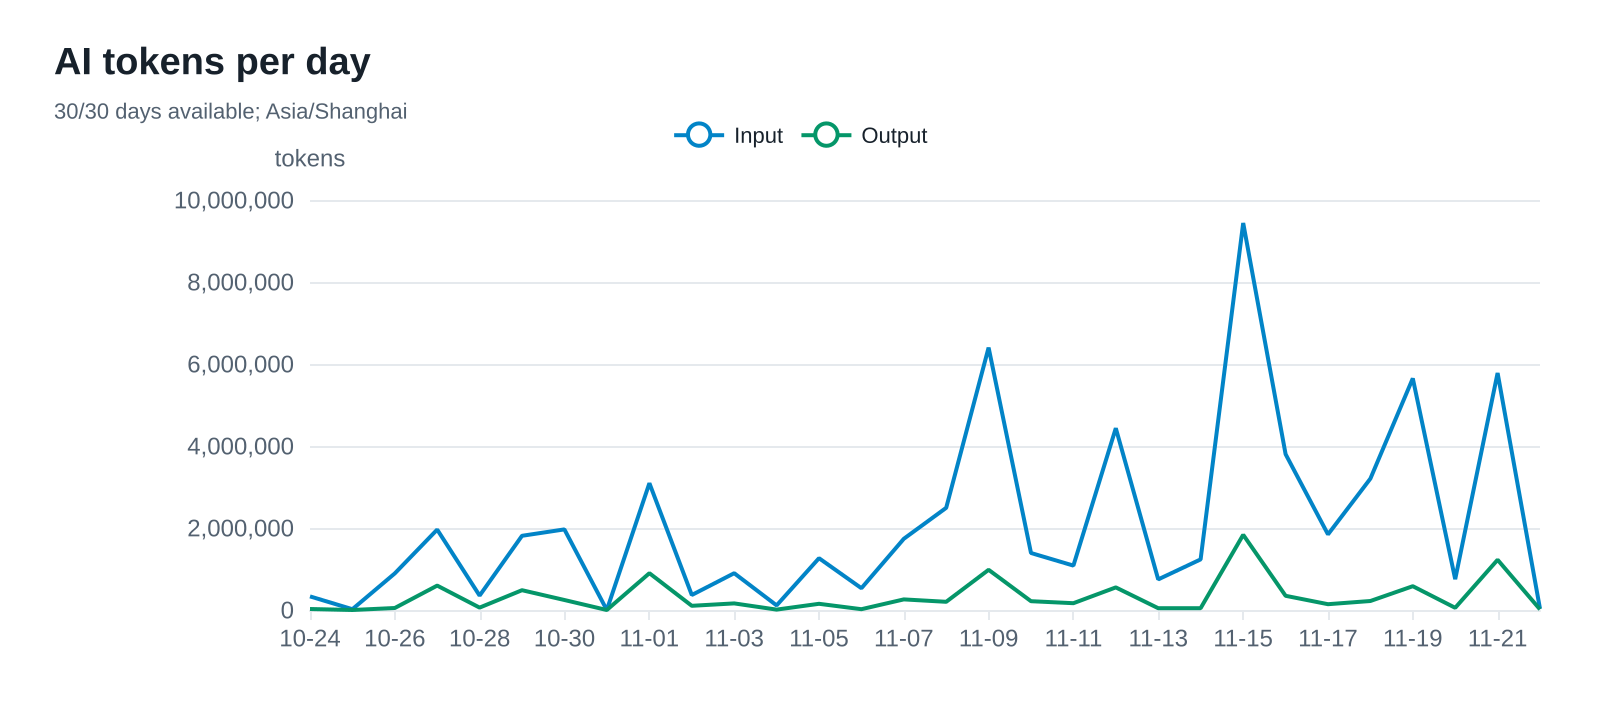 AI tokens per day
30/30 days available; Asia/Shanghai
Input Output
tokens
10,000,000
8,000,000
6,000,000
4,000,000
2,000,000
0
10-24 10-26 10-28 10-30 11-01 11-03 11-05 11-07 11-09 11-11 11-13 11-15 11-17 11-19 11-21